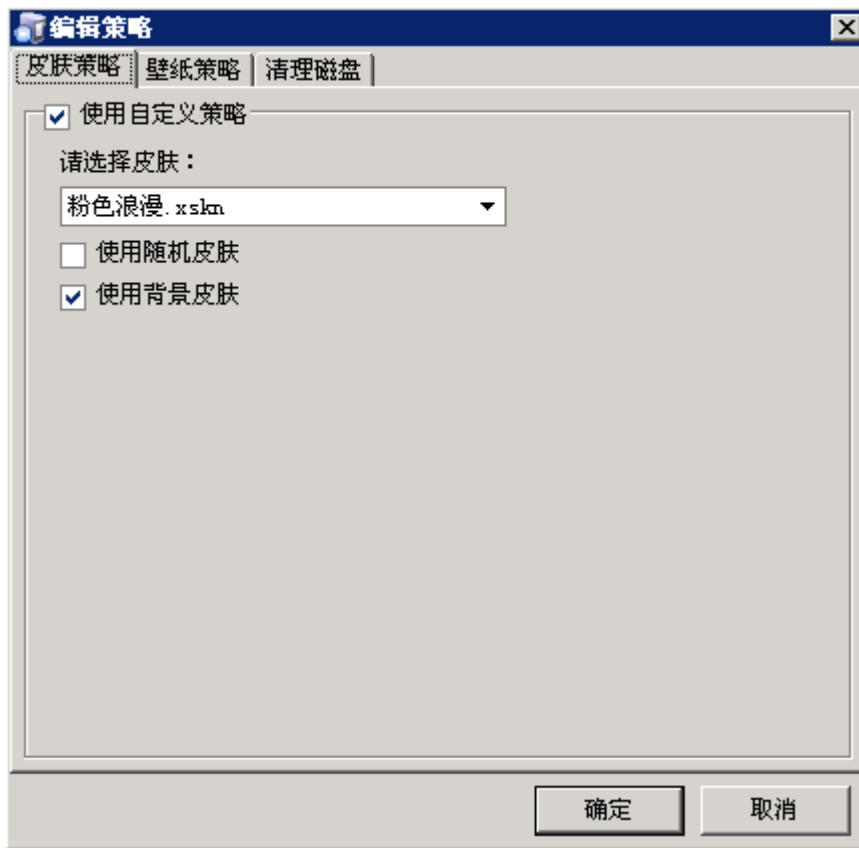 编辑策略
皮肤策略 壁纸策略 清理磁盘
使用自定义策略
请选择皮肤：
粉色浪漫.xskn
使用随机皮肤
使用背景皮肤
确定 取消